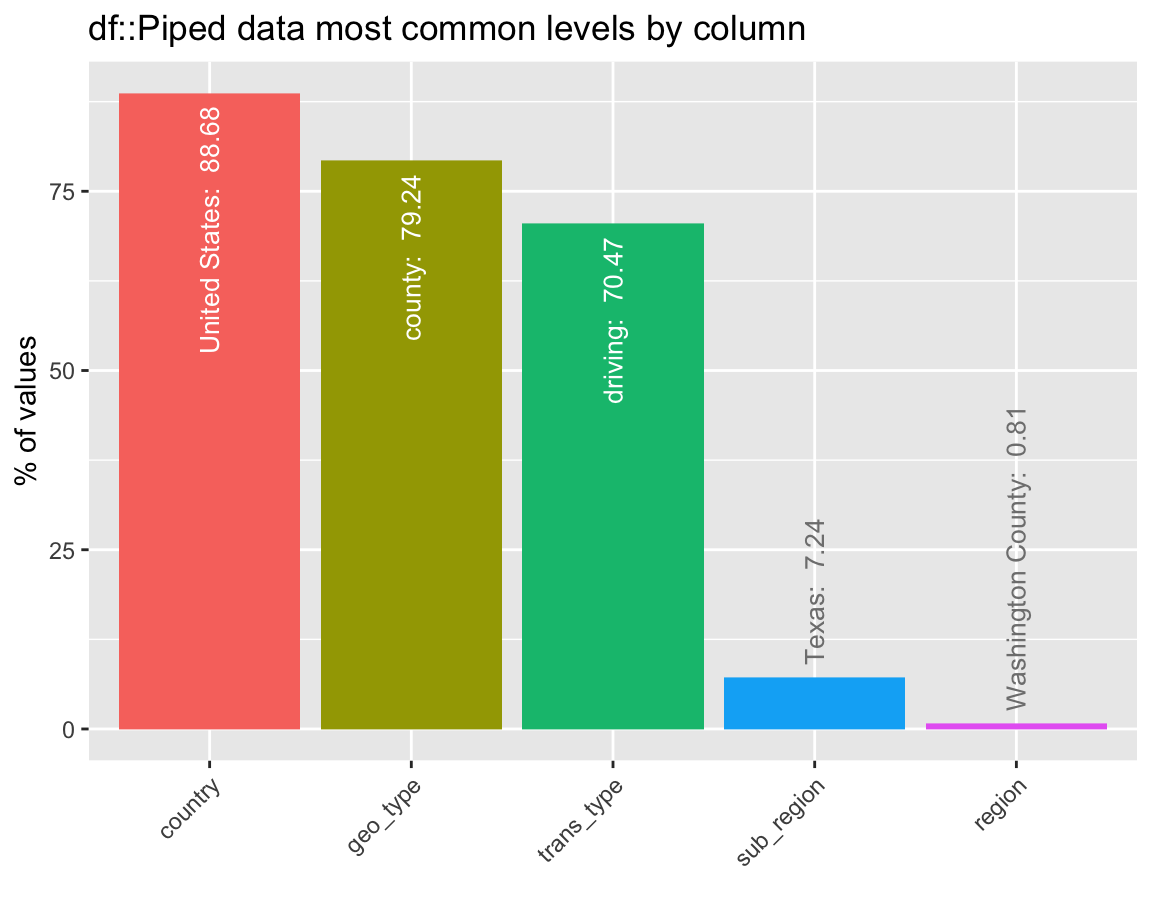 df::Piped data most common levels by column
% of values
75
50
25
0
United States:  88.68
county:  79.24
driving:  70.47
Texas:  7.24
Washington County:  0.81
country
geo_type
trans_type
sub_region
region